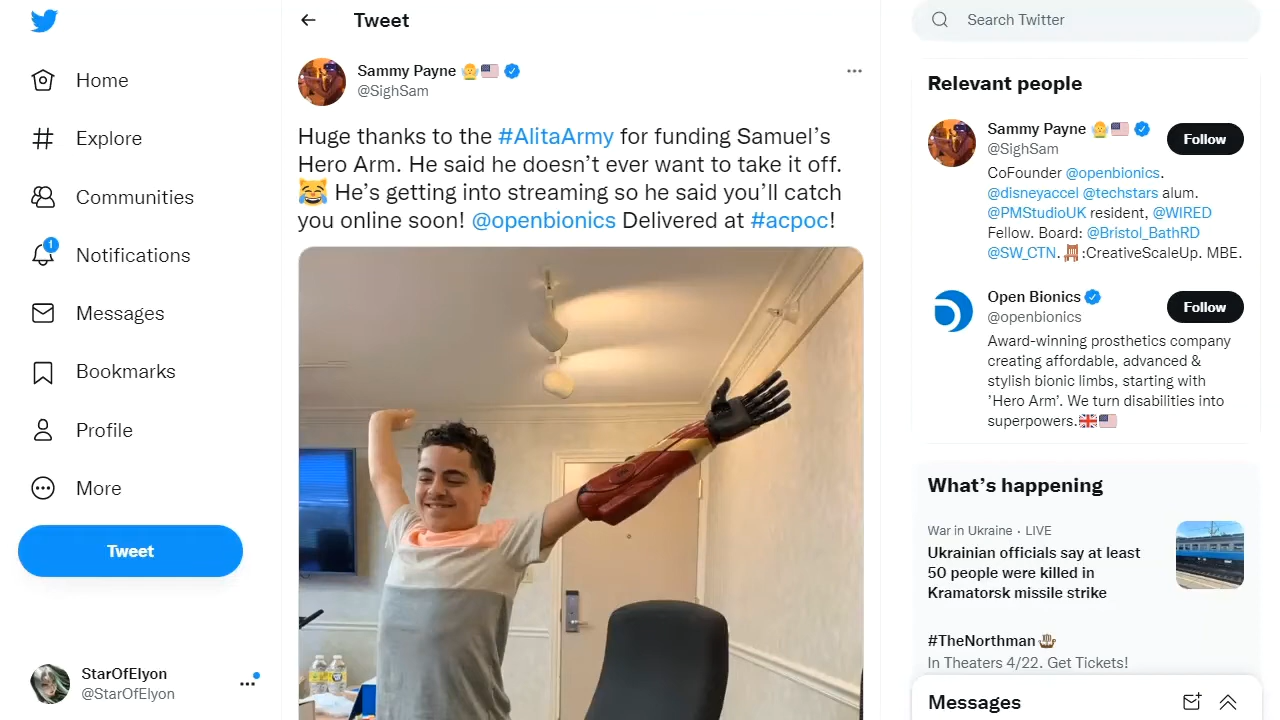 Tweet
Search Twitter
Home
Explore
Communities
1
Notifications
Messages
Bookmarks
Profile
More
Tweet
StarOfElyon
@StarOfElyon
Sammy Payne
@SighSam
Huge thanks to the #AlitaArmy for funding Samuel’s
Hero Arm. He said he doesn’t ever want to take it off.
😹 He’s getting into streaming so he said you’ll catch
you online soon! @openbionics Delivered at #acpoc!
Relevant people
Sammy Payne
@SighSam
Follow
CoFounder @openbionics.
@disneyaccel @techstars alum.
@PMStudioUK resident, @WIRED
Fellow. Board: @Bristol_BathRD
@SW_CTN.🪑:CreativeScaleUp. MBE.
Open Bionics
@openbionics
Follow
Award-winning prosthetics company
creating affordable, advanced &
stylish bionic limbs, starting with
’Hero Arm’. We turn disabilities into
superpowers.🇬🇧🇺🇸
What’s happening
War in Ukraine · LIVE
Ukrainian officials say at least
50 people were killed in
Kramatorsk missile strike
#TheNorthman
In Theaters 4/22. Get Tickets!
Messages